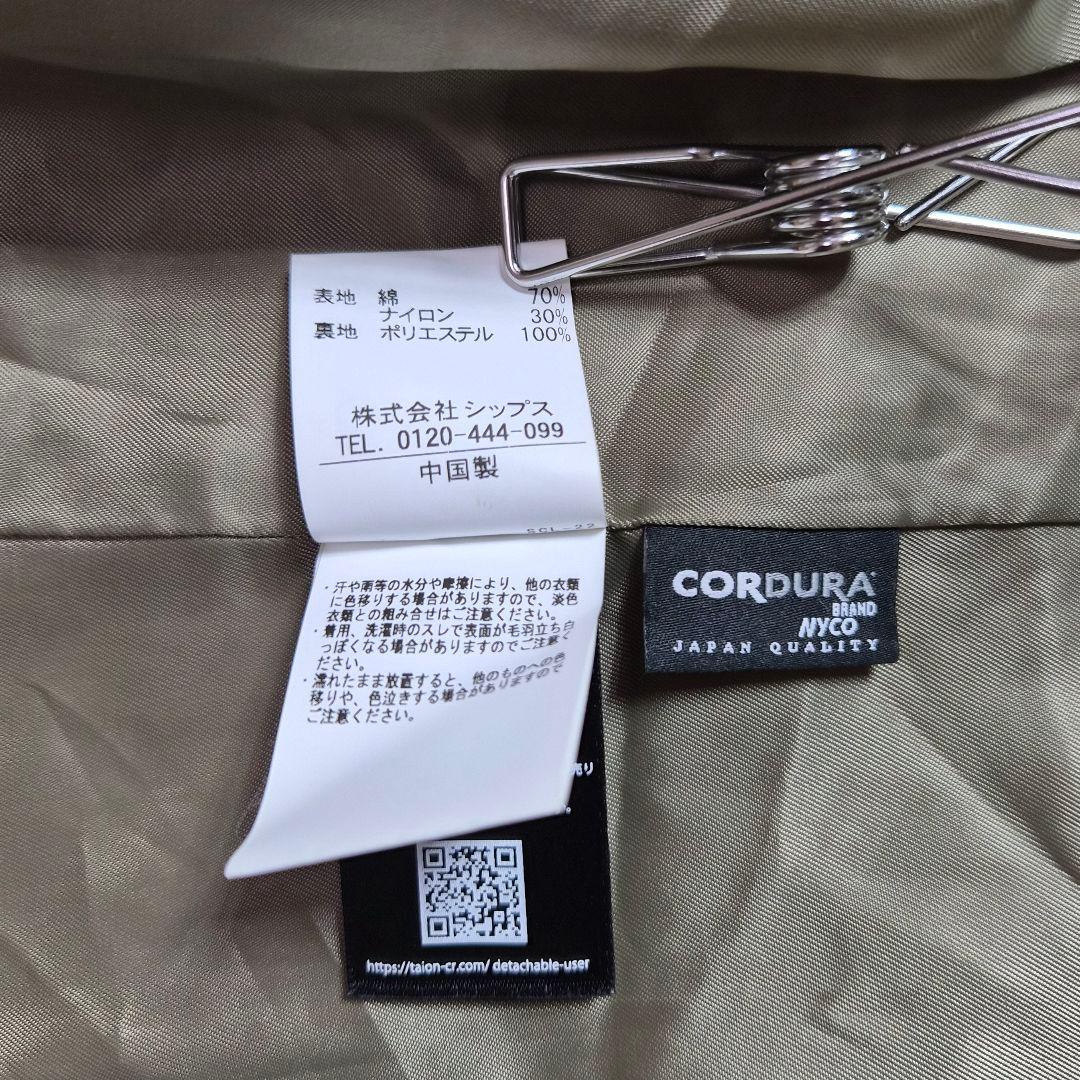 表地 綿 70%
ナイロン 30%
裏地 ポリエステル 100%
株式会社シップス
TEL. 0120-444-099
中国製
SCL-22
・汗や雨等の水分や摩擦により、他の衣類
に色移りする場合がありますので、淡色
衣類との組み合せはご注意ください。
・着用、洗濯時のスレで表面が毛羽立ち白
っぽくなる場合がありますのでご注意く
ださい。
・濡れたまま放置すると、他のものへの色
移りや、色泣きする場合がありますので
ご注意ください。
売り
。
https://taion-cr.com/detachable-user
CORDURA®
BRAND
NYCO
JAPAN QUALITY